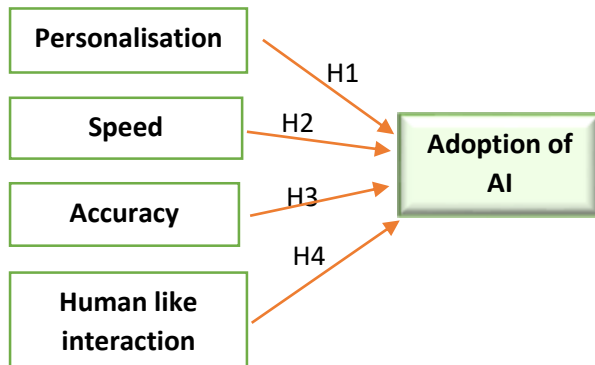 Personalisation
H1
Speed
H2
Adoption of
AI
Accuracy
H3
H4
Human like
interaction